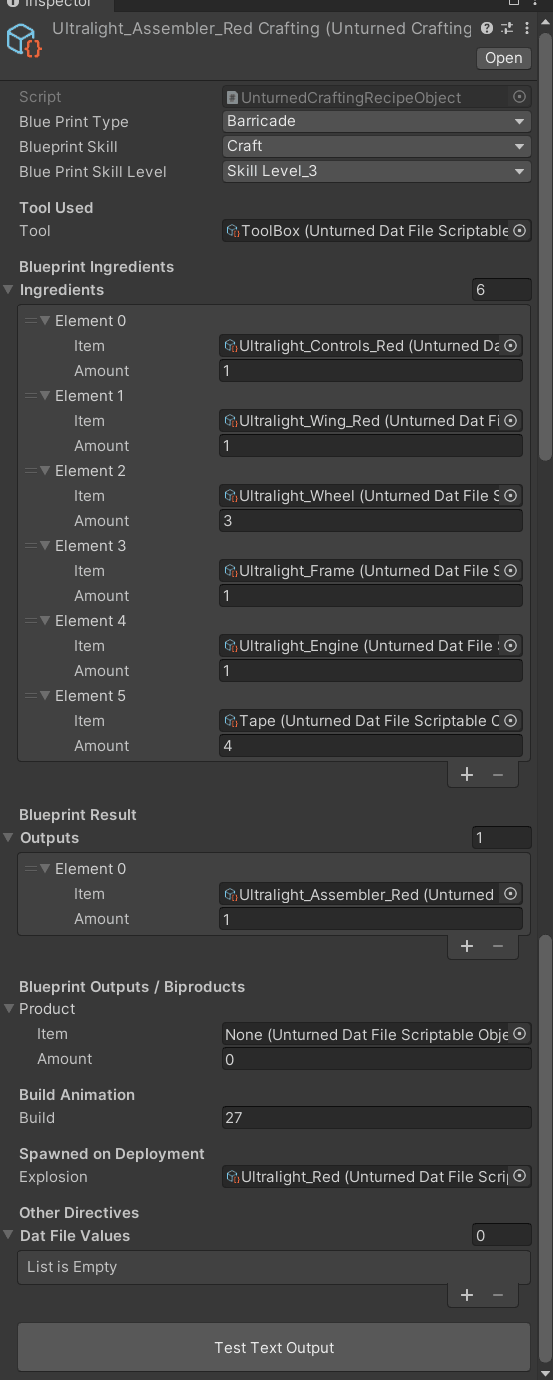 Inspector
Ultralight_Assembler_Red Crafting (Unturned Crafting
Open
Script UnturnedCraftingRecipeObject
Blue Print Type Barricade
Blueprint Skill Craft
Blue Print Skill Level Skill Level_3
Tool Used
Tool ToolBox (Unturned Dat File Scriptable
Blueprint Ingredients
Ingredients 6
Element 0
Item Ultralight_Controls_Red (Unturned Da
Amount 1
Element 1
Item Ultralight_Wing_Red (Unturned Dat Fi
Amount 1
Element 2
Item Ultralight_Wheel (Unturned Dat File S
Amount 3
Element 3
Item Ultralight_Frame (Unturned Dat File S
Amount 1
Element 4
Item Ultralight_Engine (Unturned Dat File
Amount 1
Element 5
Item Tape (Unturned Dat File Scriptable O
Amount 4
+ −
Blueprint Result
Outputs 1
Element 0
Item Ultralight_Assembler_Red (Unturned
Amount 1
+ −
Blueprint Outputs / Biproducts
Product
Item None (Unturned Dat File Scriptable Obje
Amount 0
Build Animation
Build 27
Spawned on Deployment
Explosion Ultralight_Red (Unturned Dat File Scrip
Other Directives
Dat File Values 0
List is Empty
+ −
Test Text Output